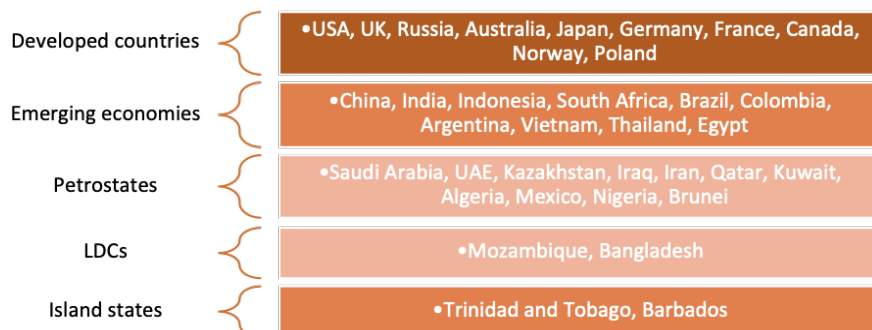 Developed countries
•USA, UK, Russia, Australia, Japan, Germany, France, Canada,
Norway, Poland
Emerging economies
•China, India, Indonesia, South Africa, Brazil, Colombia,
Argentina, Vietnam, Thailand, Egypt
Petrostates
•Saudi Arabia, UAE, Kazakhstan, Iraq, Iran, Qatar, Kuwait,
Algeria, Mexico, Nigeria, Brunei
LDCs
•Mozambique, Bangladesh
Island states
•Trinidad and Tobago, Barbados